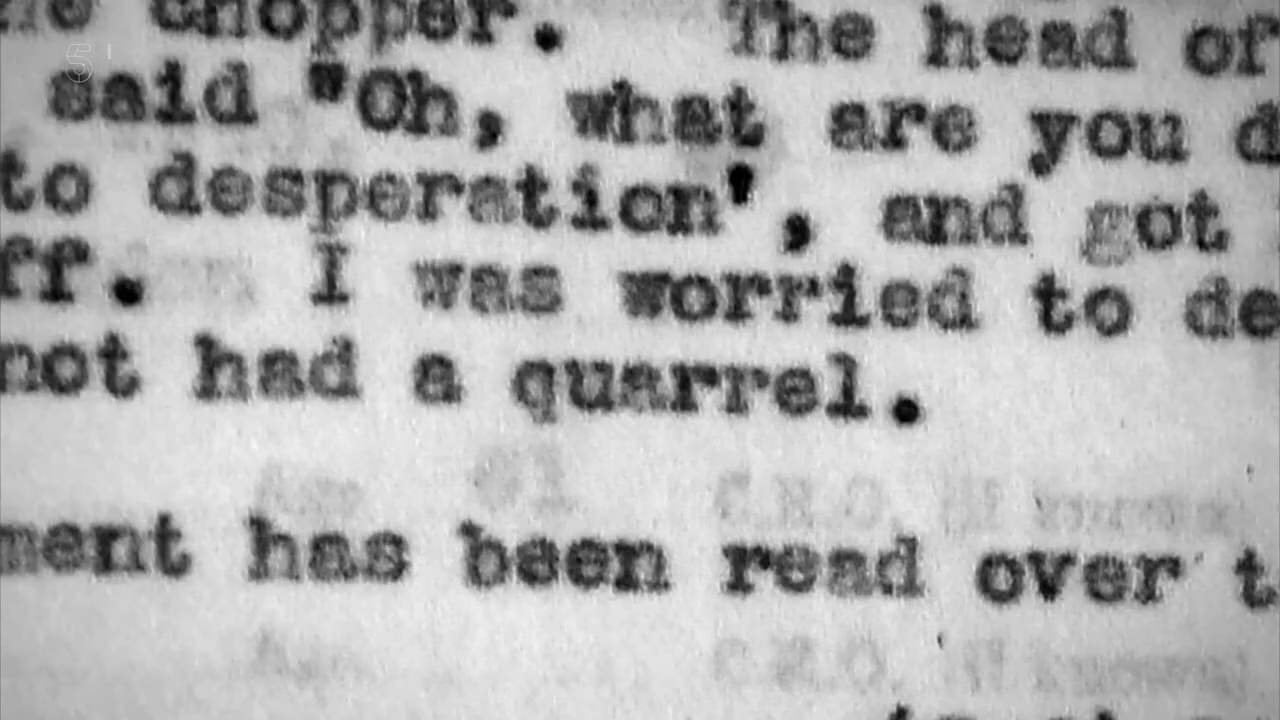 5
chopper. The head of
said "Oh, what are you d
to desperation', and got
ff. I was worried to de
not had a quarrel.
C.H.O.
ment has been read over t
C.H.O.